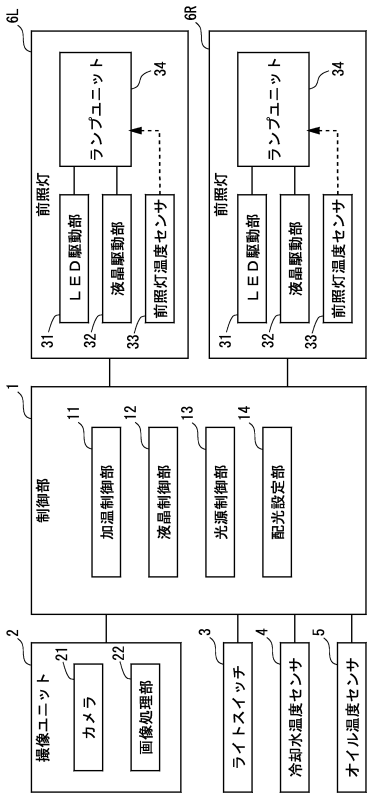 2
撮像ユニット
21
カメラ
22
画像処理部
3
ライトスイッチ
4
冷却水温度センサ
5
オイル温度センサ
1
制御部
11
加温制御部
12
液晶制御部
13
光源制御部
14
配光設定部
6L
前照灯
31
LED駆動部
32
液晶駆動部
33
前照灯温度センサ
ランプユニット
34
6R
前照灯
31
LED駆動部
32
液晶駆動部
33
前照灯温度センサ
ランプユニット
34